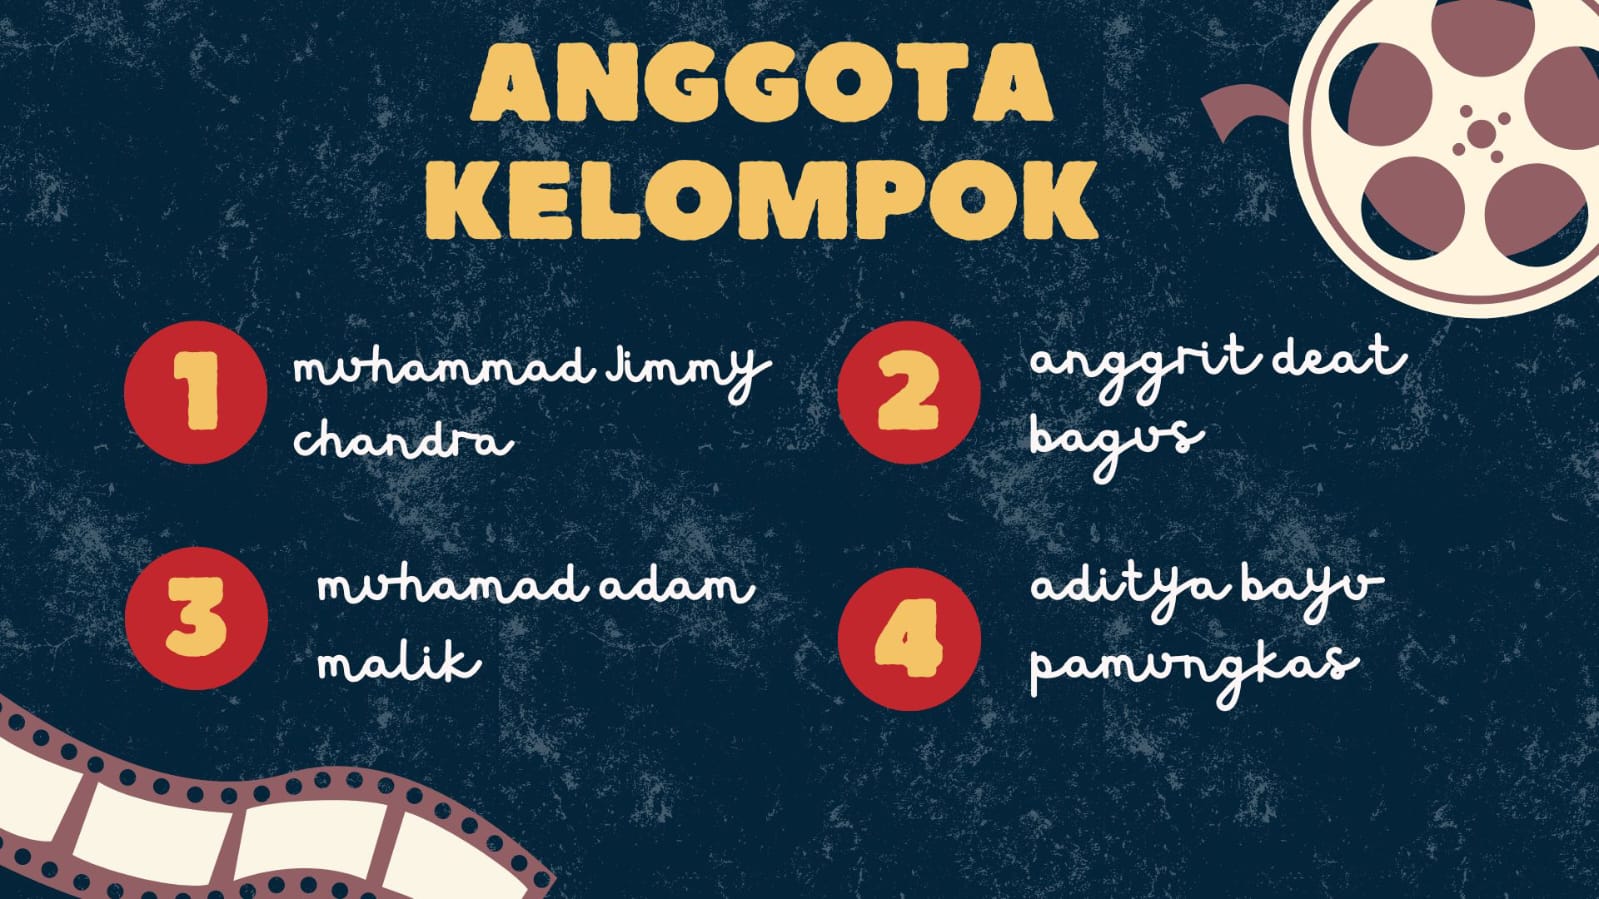 ANGGOTA
KELOMPOK
1
muhammad Jimmy
chandra
2
anggrit deat
bagus
3
muhamad adam
malik
4
aditya bayu
pamungkas